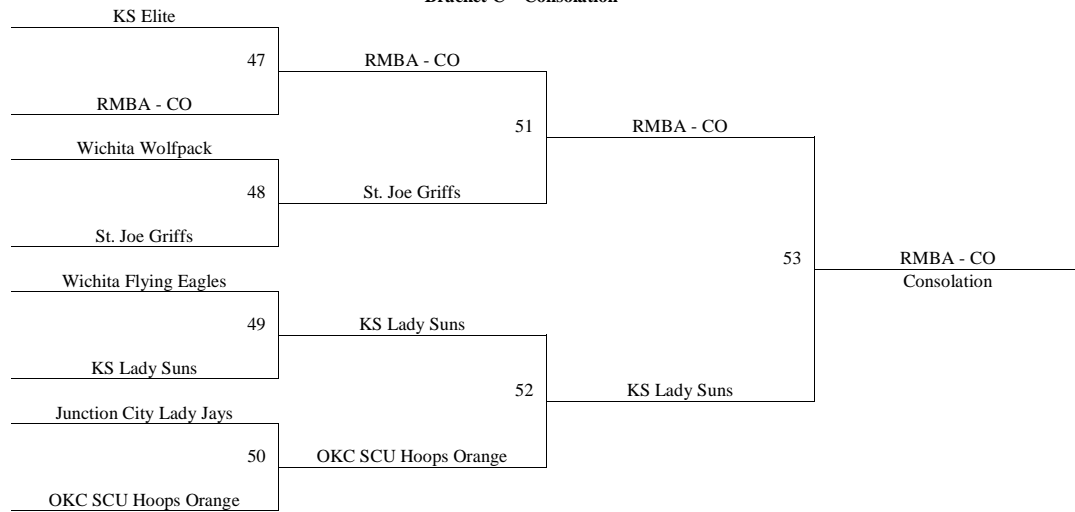 KS Elite
47
RMBA - CO
RMBA - CO
51
RMBA - CO
Wichita Wolfpack
48
St. Joe Griffs
St. Joe Griffs
53
RMBA - CO
Consolation
Wichita Flying Eagles
49
KS Lady Suns
KS Lady Suns
52
KS Lady Suns
Junction City Lady Jays
50
OKC SCU Hoops Orange
OKC SCU Hoops Orange